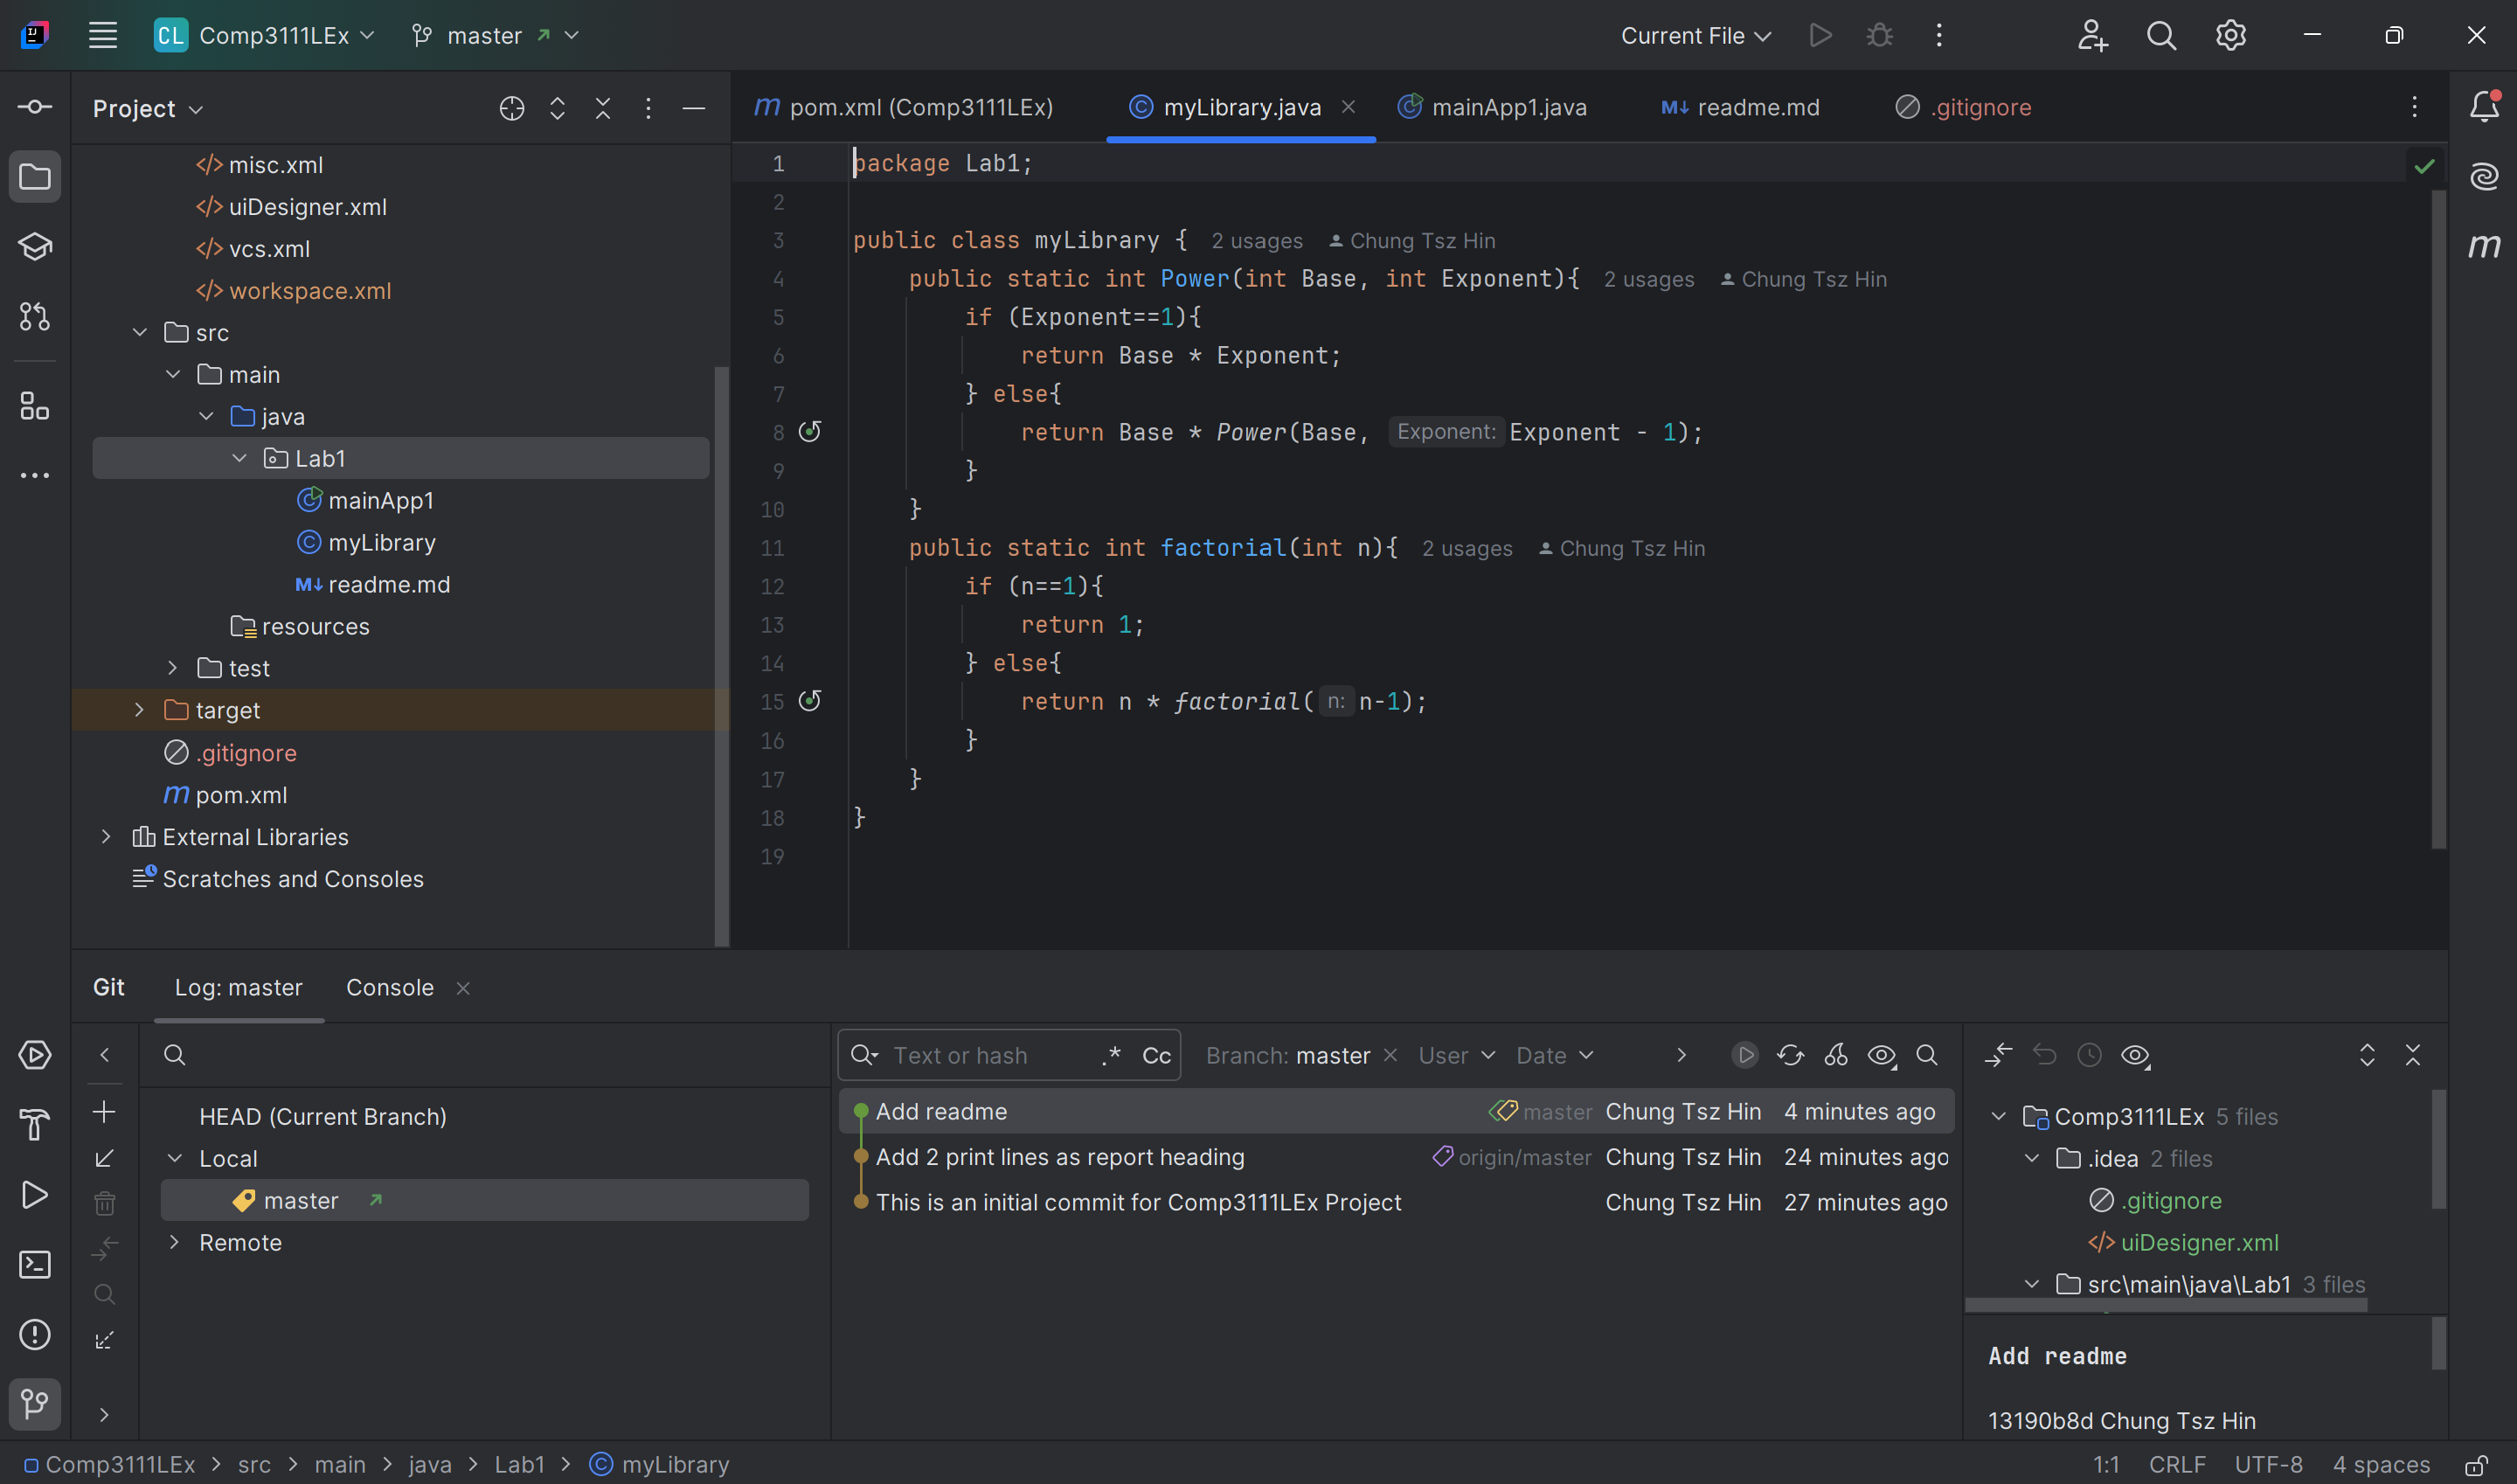 CL Comp3111LEx master Current File
Project
misc.xml
uiDesigner.xml
vcs.xml
workspace.xml
src
main
java
Lab1
mainApp1
myLibrary
readme.md
resources
test
target
.gitignore
pom.xml
External Libraries
Scratches and Consoles
pom.xml (Comp3111LEx) myLibrary.java mainApp1.java readme.md .gitignore
1 package Lab1;
2
3 public class myLibrary { 2 usages Chung Tsz Hin
4 public static int Power(int Base, int Exponent){ 2 usages Chung Tsz Hin
5 if (Exponent==1){
6 return Base * Exponent;
7 } else{
8 return Base * Power(Base, Exponent: Exponent - 1);
9 }
10 }
11 public static int factorial(int n){ 2 usages Chung Tsz Hin
12 if (n==1){
13 return 1;
14 } else{
15 return n * factorial( n: n-1);
16 }
17 }
18 }
19
Git Log: master Console
HEAD (Current Branch)
Local
master
Remote
Text or hash .* Cc Branch: master User Date
Add readme master Chung Tsz Hin 4 minutes ago
Add 2 print lines as report heading origin/master Chung Tsz Hin 24 minutes ago
This is an initial commit for Comp3111LEx Project Chung Tsz Hin 27 minutes ago
Comp3111LEx 5 files
.idea 2 files
.gitignore
uiDesigner.xml
src\main\java\Lab1 3 files
Add readme
13190b8d Chung Tsz Hin
Comp3111LEx > src > main > java > Lab1 > myLibrary 1:1 CRLF UTF-8 4 spaces